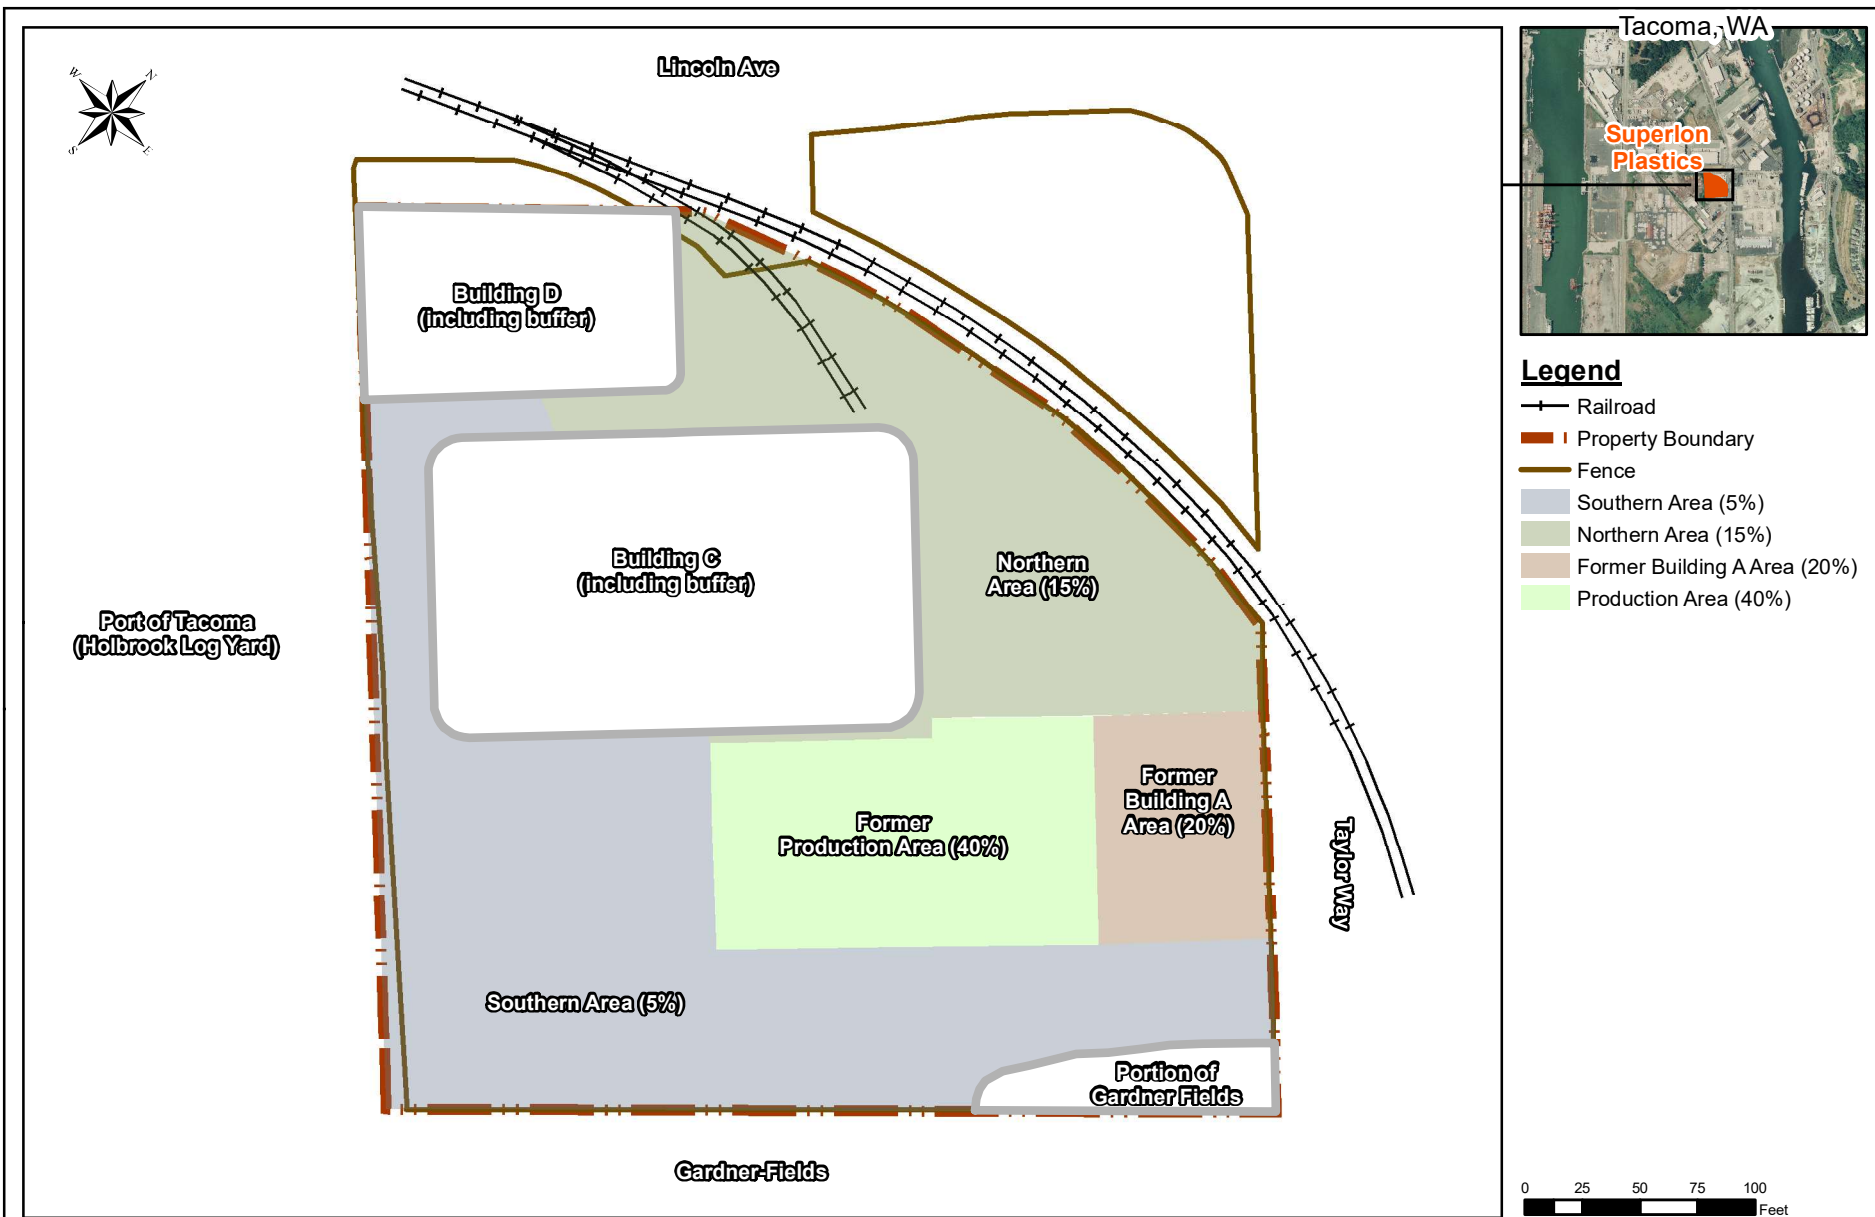 Tacoma, WA
Lincoln Ave
W
N
S
E
Superlon
Plastics
Building D
(including buffer)
Legend
Railroad
Property Boundary
Fence
Southern Area (5%)
Northern Area (15%)
Former Building A Area (20%)
Production Area (40%)
Building C
(including buffer)
Northern
Area (15%)
Port of Tacoma
(Holbrook Log Yard)
Former
Building A
Area (20%)
Former
Production Area (40%)
Taylor Way
Southern Area (5%)
Portion of
Gardner Fields
Gardner-Fields
0 25 50 75 100
Feet